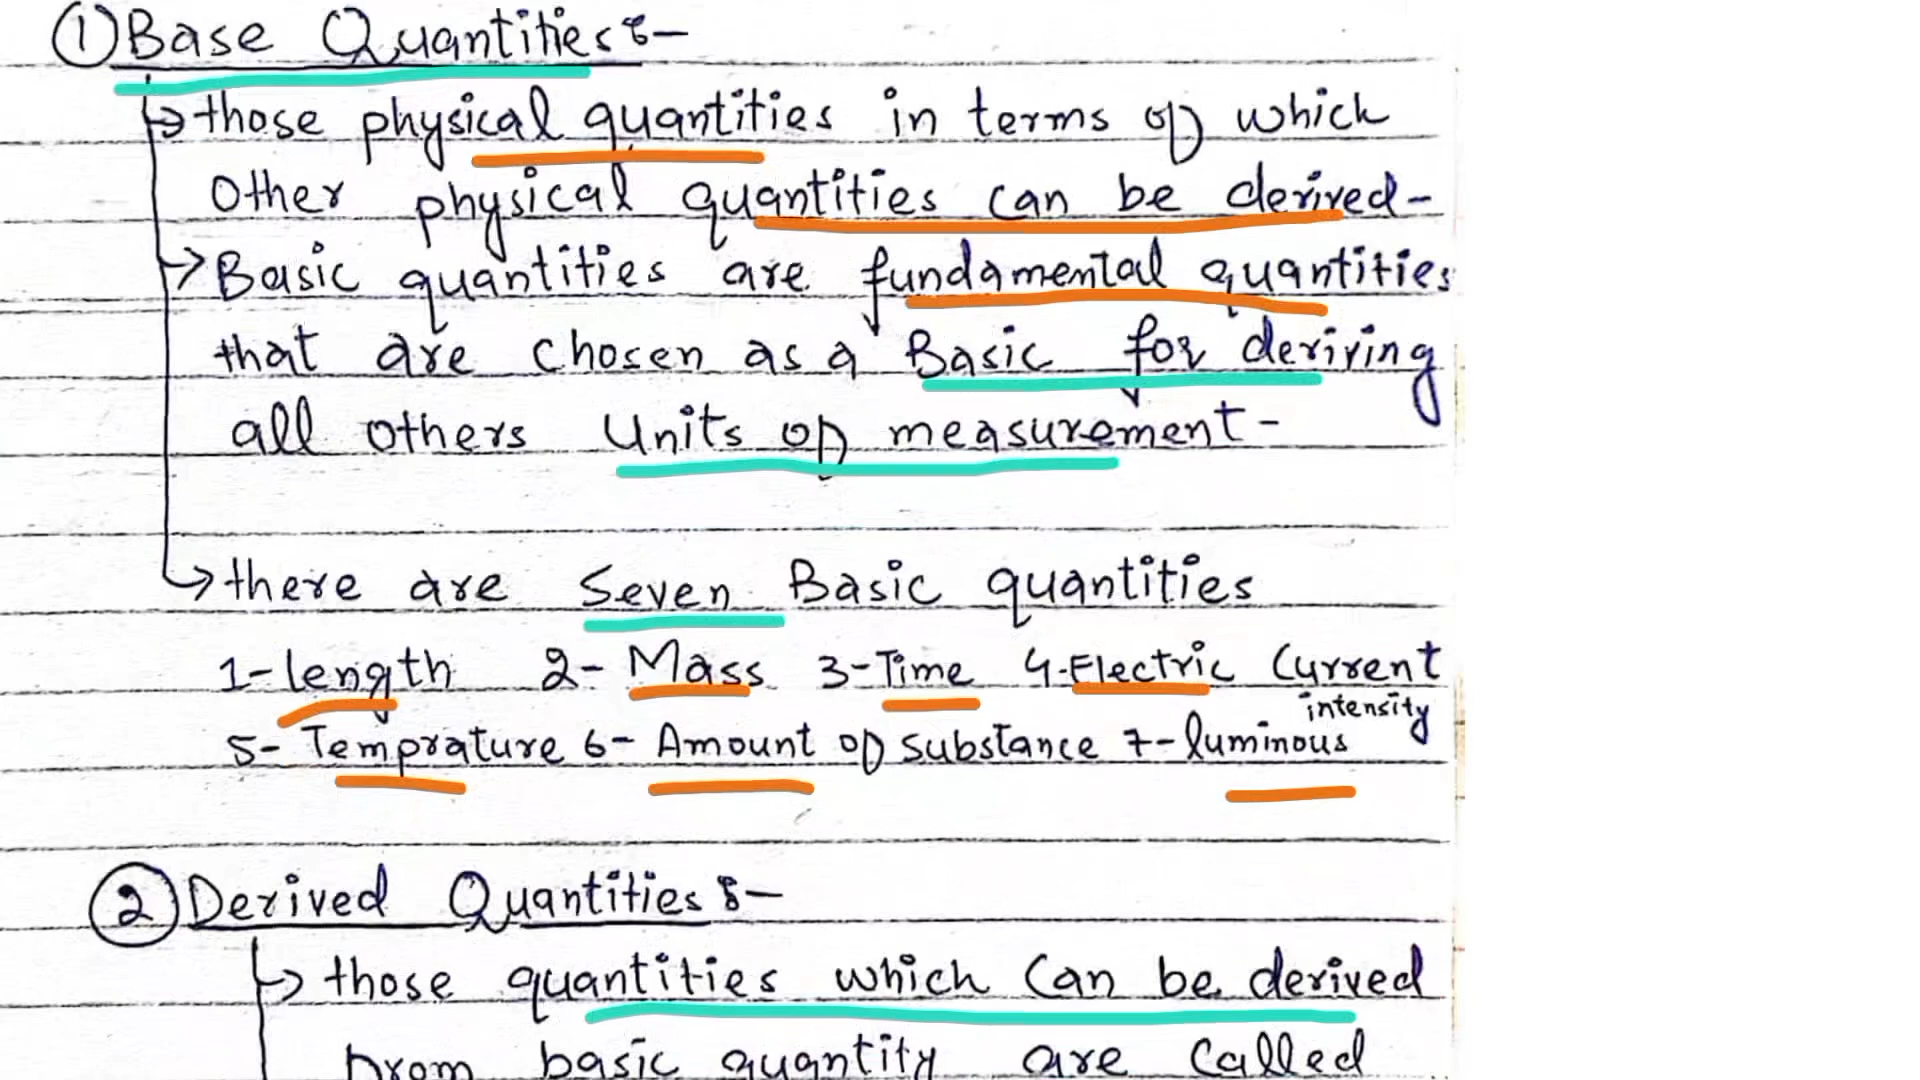 ① Base Quantities :-
→ those physical quantities in terms of which
Other physical quantities can be derived-
→ Basic quantities are fundamental quantities
that are chosen as a Basic for deriving
all others Units of measurement-
→ there are Seven Basic quantities
1- length 2- Mass 3- Time 4. Electric Current
5- Temprature 6- Amount of substance 7- luminous intensity
② Derived Quantities :-
→ those quantities which Can be derived
from basic quantity are Called